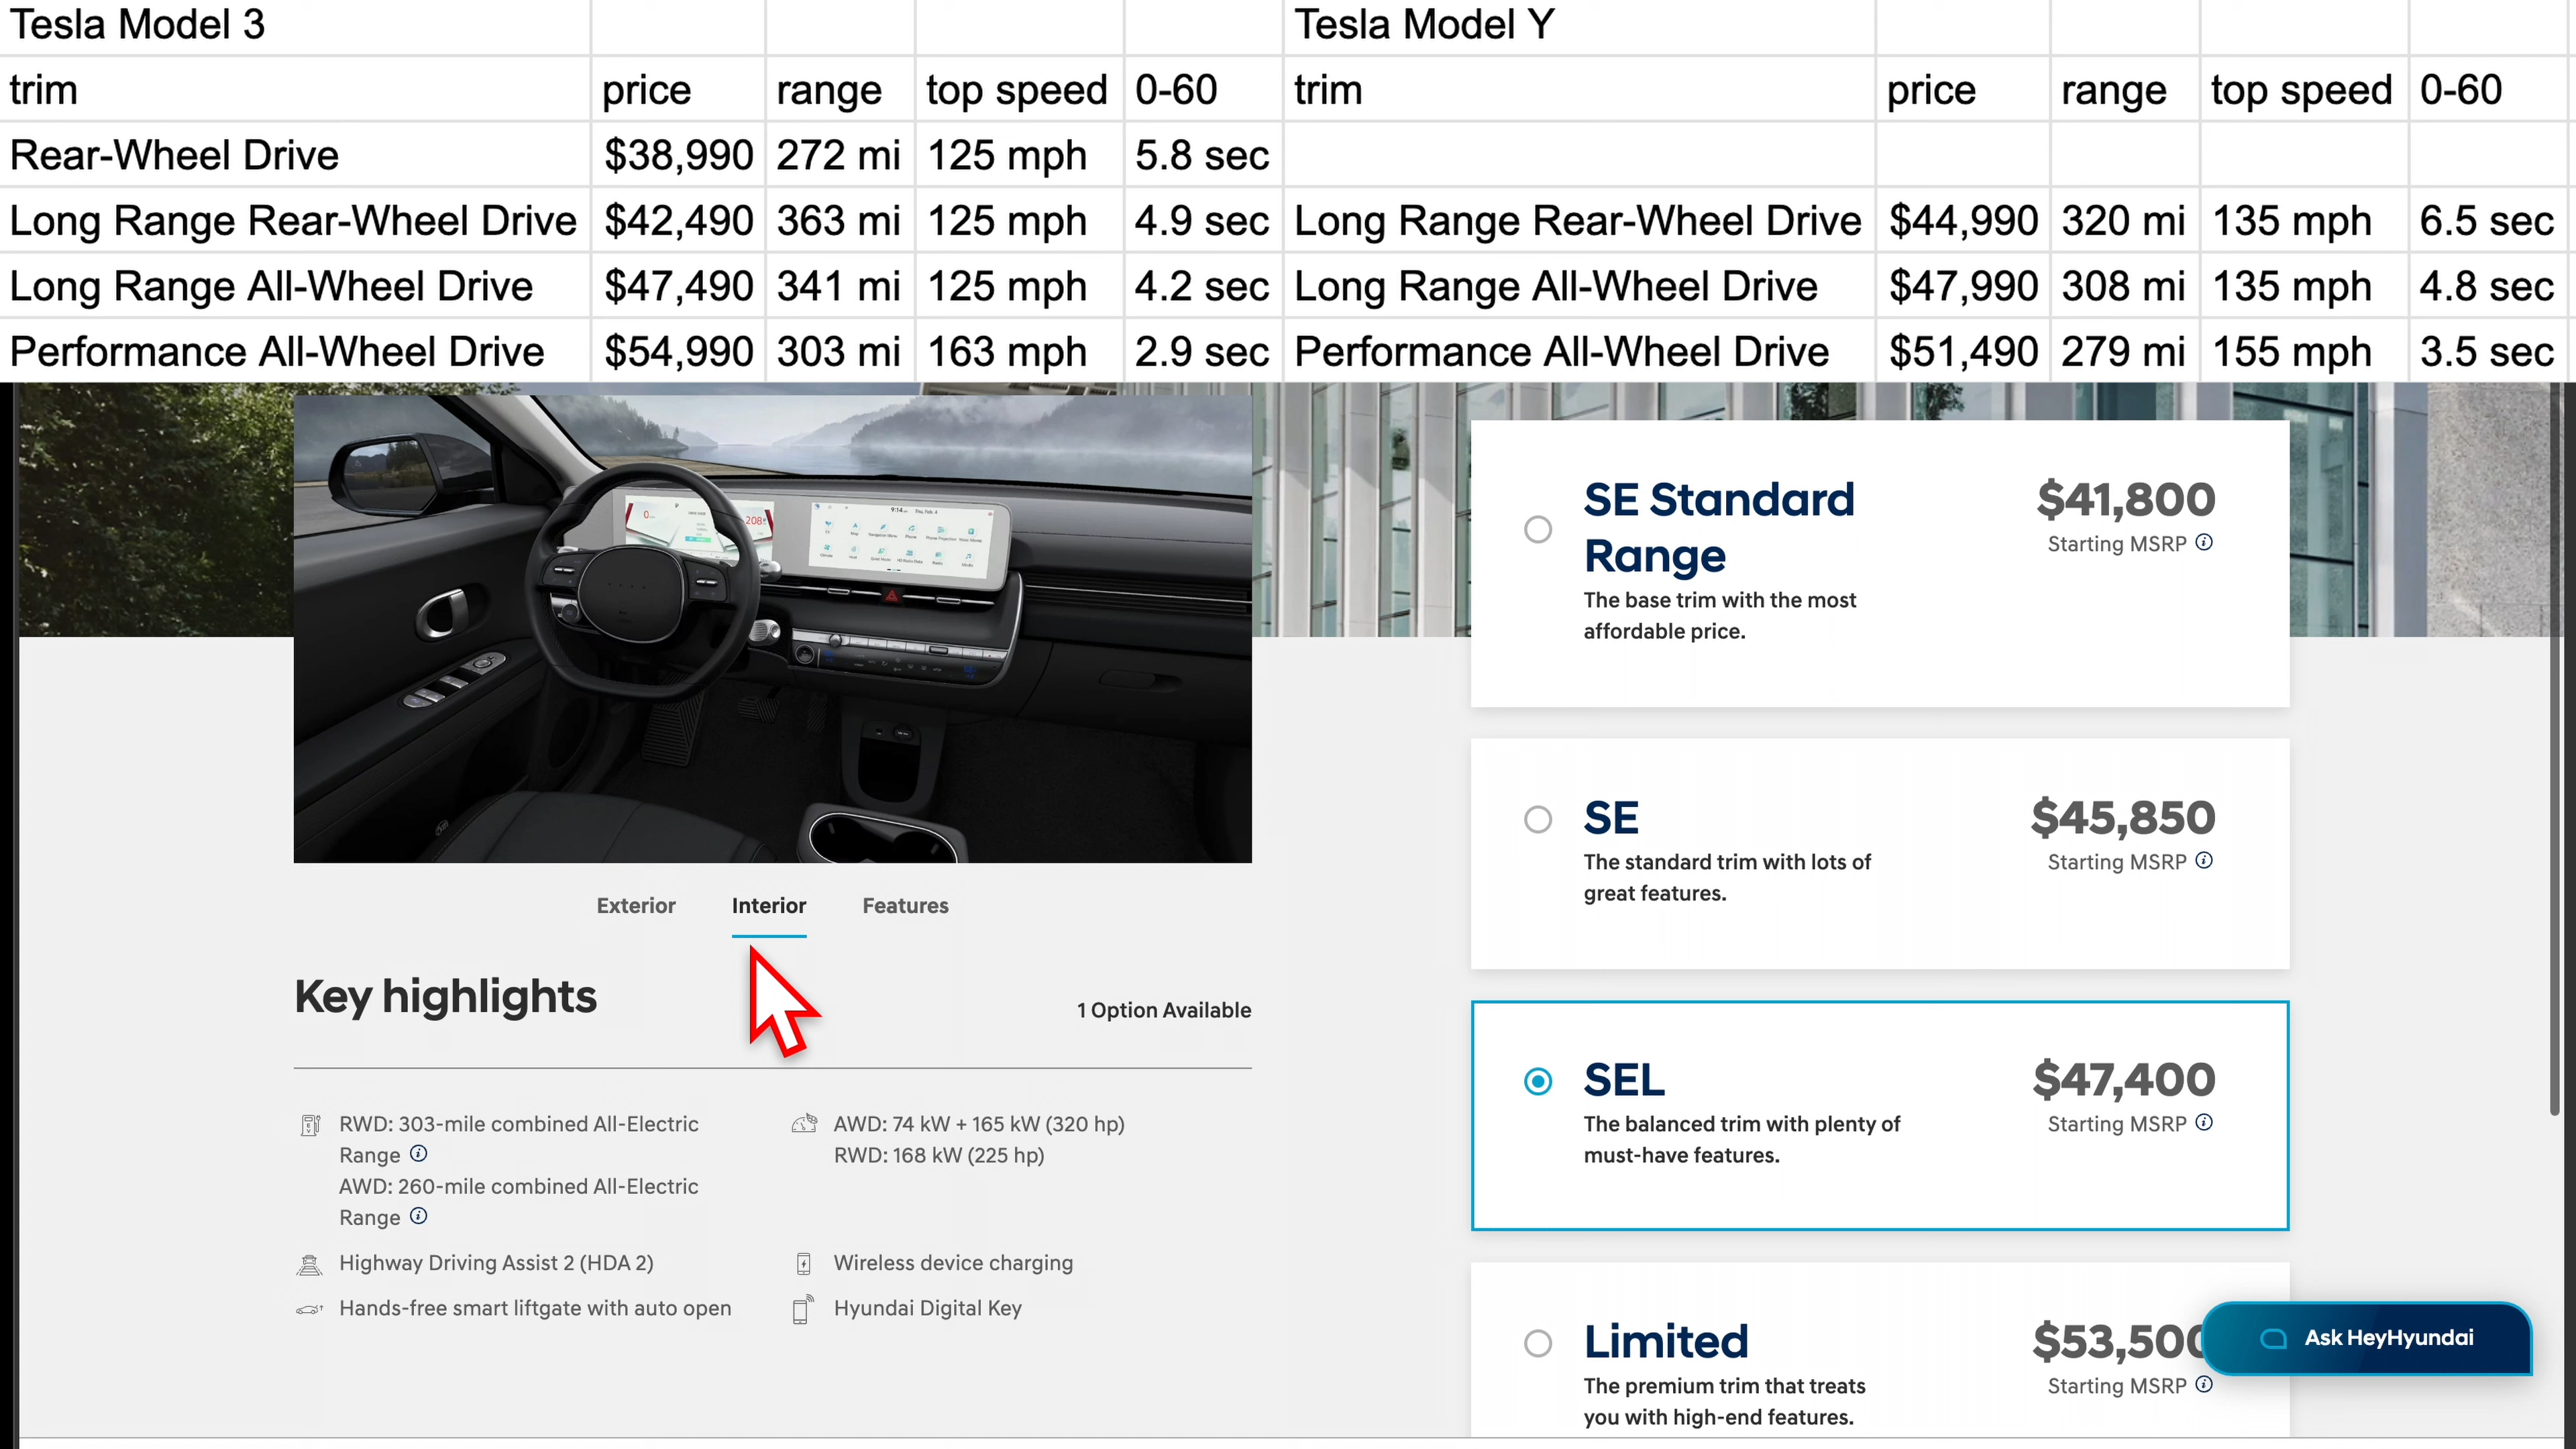 Tesla Model 3 Tesla Model Y
trim price range top speed 0-60 trim price range top speed 0-60
Rear-Wheel Drive $38,990 272 mi 125 mph 5.8 sec
Long Range Rear-Wheel Drive $42,490 363 mi 125 mph 4.9 sec Long Range Rear-Wheel Drive $44,990 320 mi 135 mph 6.5 sec
Long Range All-Wheel Drive $47,490 341 mi 125 mph 4.2 sec Long Range All-Wheel Drive $47,990 308 mi 135 mph 4.8 sec
Performance All-Wheel Drive $54,990 303 mi 163 mph 2.9 sec Performance All-Wheel Drive $51,490 279 mi 155 mph 3.5 sec
9:14
208
Exterior Interior Features
Key highlights
1 Option Available
RWD: 303-mile combined All-Electric
Range
AWD: 260-mile combined All-Electric
Range
AWD: 74 kW + 165 kW (320 hp)
RWD: 168 kW (225 hp)
Highway Driving Assist 2 (HDA 2)
Wireless device charging
Hands-free smart liftgate with auto open
Hyundai Digital Key
SE Standard
Range
$41,800
Starting MSRP
The base trim with the most
affordable price.
SE
$45,850
Starting MSRP
The standard trim with lots of
great features.
SEL
$47,400
Starting MSRP
The balanced trim with plenty of
must-have features.
Limited
$53,500
Starting MSRP
The premium trim that treats
you with high-end features.
Ask HeyHyundai